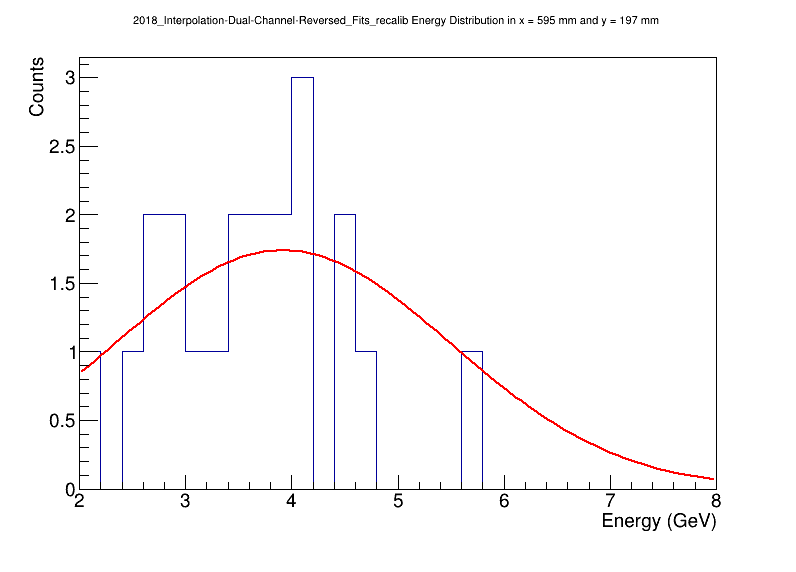 2018_Interpolation-Dual-Channel-Reversed_Fits_recalib Energy Distribution in x = 595 mm and y = 197 mm
Counts
3
2.5
2
1.5
1
0.5
0
2 3 4 5 6 7 8
Energy (GeV)